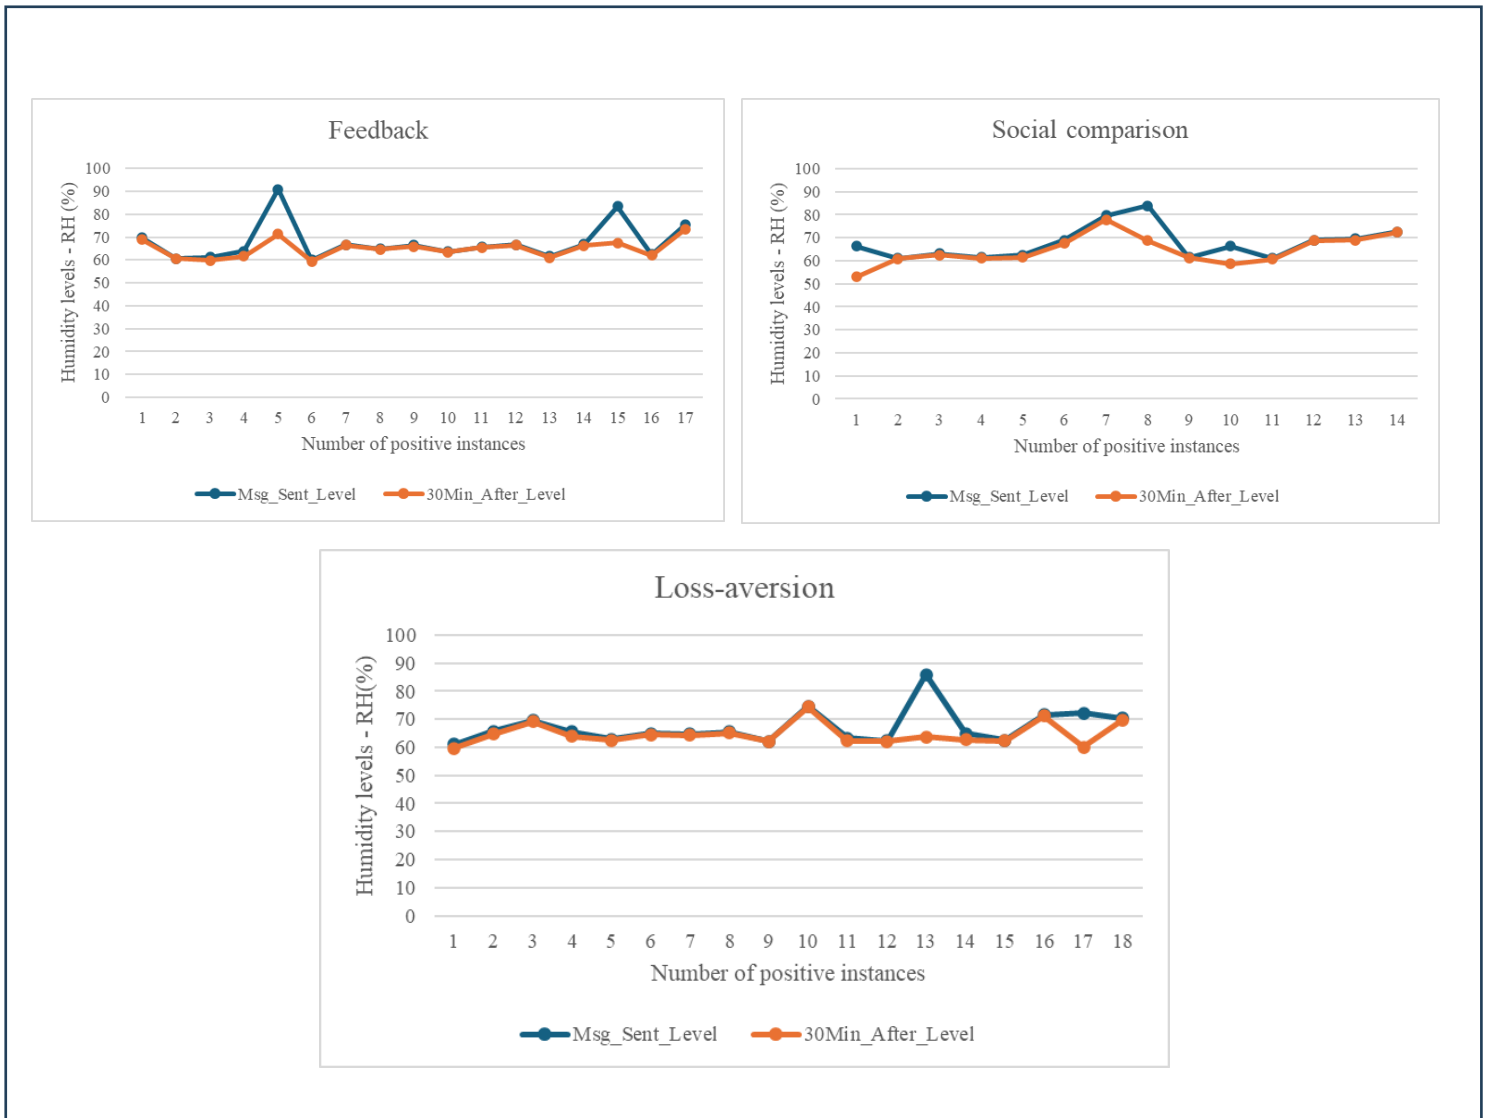 Feedback
Humidity levels - RH (%)
100
90
80
70
60
50
40
30
20
10
0
1 2 3 4 5 6 7 8 9 10 11 12 13 14 15 16 17
Number of positive instances
Msg_Sent_Level 30Min_After_Level
Social comparison
Humidity levels - RH (%)
100
90
80
70
60
50
40
30
20
10
0
1 2 3 4 5 6 7 8 9 10 11 12 13 14
Number of positive instances
Msg_Sent_Level 30Min_After_Level
Loss-aversion
Humidity levels - RH(%)
100
90
80
70
60
50
40
30
20
10
0
1 2 3 4 5 6 7 8 9 10 11 12 13 14 15 16 17 18
Number of positive instances
Msg_Sent_Level 30Min_After_Level